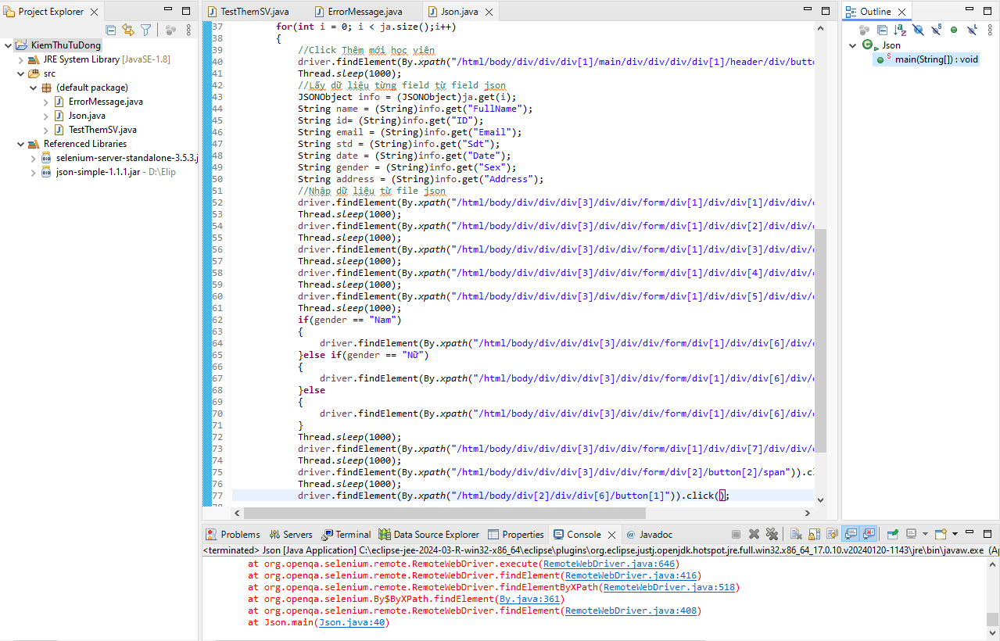 Project Explorer
KiemThuTuDong
JRE System Library [JavaSE-1.8]
src
(default package)
ErrorMessage.java
Json.java
TestThemSV.java
Referenced Libraries
selenium-server-standalone-3.5.3.j
json-simple-1.1.1.jar - D:\Elip
TestThemSV.java ErrorMessage.java Json.java
37 for(int i = 0; i < ja.size();i++)
38 {
39 //Click Thêm mới học viên
40 driver.findElement(By.xpath("/html/body/div/div/div[1]/main/div/div/div/div[1]/header/div/butto
41 Thread.sleep(1000);
42 //Lấy dữ liệu từng field từ field json
43 JSONObject info = (JSONObject)ja.get(i);
44 String name = (String)info.get("FullName");
45 String id= (String)info.get("ID");
46 String email = (String)info.get("Email");
47 String std = (String)info.get("Sdt");
48 String date = (String)info.get("Date");
49 String gender = (String)info.get("Sex");
50 String address = (String)info.get("Address");
51 //Nhập dữ liệu từ file json
52 driver.findElement(By.xpath("/html/body/div/div/div[3]/div/div/form/div[1]/div/div[1]/div/div/d
53 Thread.sleep(1000);
54 driver.findElement(By.xpath("/html/body/div/div/div[3]/div/div/form/div[1]/div/div[2]/div/div/d
55 Thread.sleep(1000);
56 driver.findElement(By.xpath("/html/body/div/div/div[3]/div/div/form/div[1]/div/div[3]/div/div/d
57 Thread.sleep(1000);
58 driver.findElement(By.xpath("/html/body/div/div/div[3]/div/div/form/div[1]/div/div[4]/div/div/d
59 Thread.sleep(1000);
60 driver.findElement(By.xpath("/html/body/div/div/div[3]/div/div/form/div[1]/div/div[5]/div/div/d
61 Thread.sleep(1000);
62 if(gender == "Nam")
63 {
64 driver.findElement(By.xpath("/html/body/div/div/div[3]/div/div/form/div[1]/div/div[6]/div/d
65 }else if(gender == "Nữ")
66 {
67 driver.findElement(By.xpath("/html/body/div/div/div[3]/div/div/form/div[1]/div/div[6]/div/d
68 }else
69 {
70 driver.findElement(By.xpath("/html/body/div/div/div[3]/div/div/form/div[1]/div/div[6]/div/d
71 }
72 Thread.sleep(1000);
73 driver.findElement(By.xpath("/html/body/div/div/div[3]/div/div/form/div[1]/div/div[7]/div/div/d
74 Thread.sleep(1000);
75 driver.findElement(By.xpath("/html/body/div/div/div[3]/div/div/form/div[2]/button[2]/span")).cl
76 Thread.sleep(1000);
77 driver.findElement(By.xpath("/html/body/div[2]/div/div[6]/button[1]")).click();
Outline
Json
main(String[]) : void
Problems Servers Terminal Data Source Explorer Properties Console Javadoc
<terminated> Json [Java Application] C:\eclipse-jee-2024-03-R-win32-x86_64\eclipse\plugins\org.eclipse.justj.openjdk.hotspot.jre.full.win32.x86_64_17.0.10.v20240120-1143\jre\bin\javaw.exe (Ap
at org.openqa.selenium.remote.RemoteWebDriver.execute(RemoteWebDriver.java:646)
at org.openqa.selenium.remote.RemoteWebDriver.findElement(RemoteWebDriver.java:416)
at org.openqa.selenium.remote.RemoteWebDriver.findElementByXPath(RemoteWebDriver.java:518)
at org.openqa.selenium.By$ByXPath.findElement(By.java:361)
at org.openqa.selenium.remote.RemoteWebDriver.findElement(RemoteWebDriver.java:408)
at Json.main(Json.java:40)